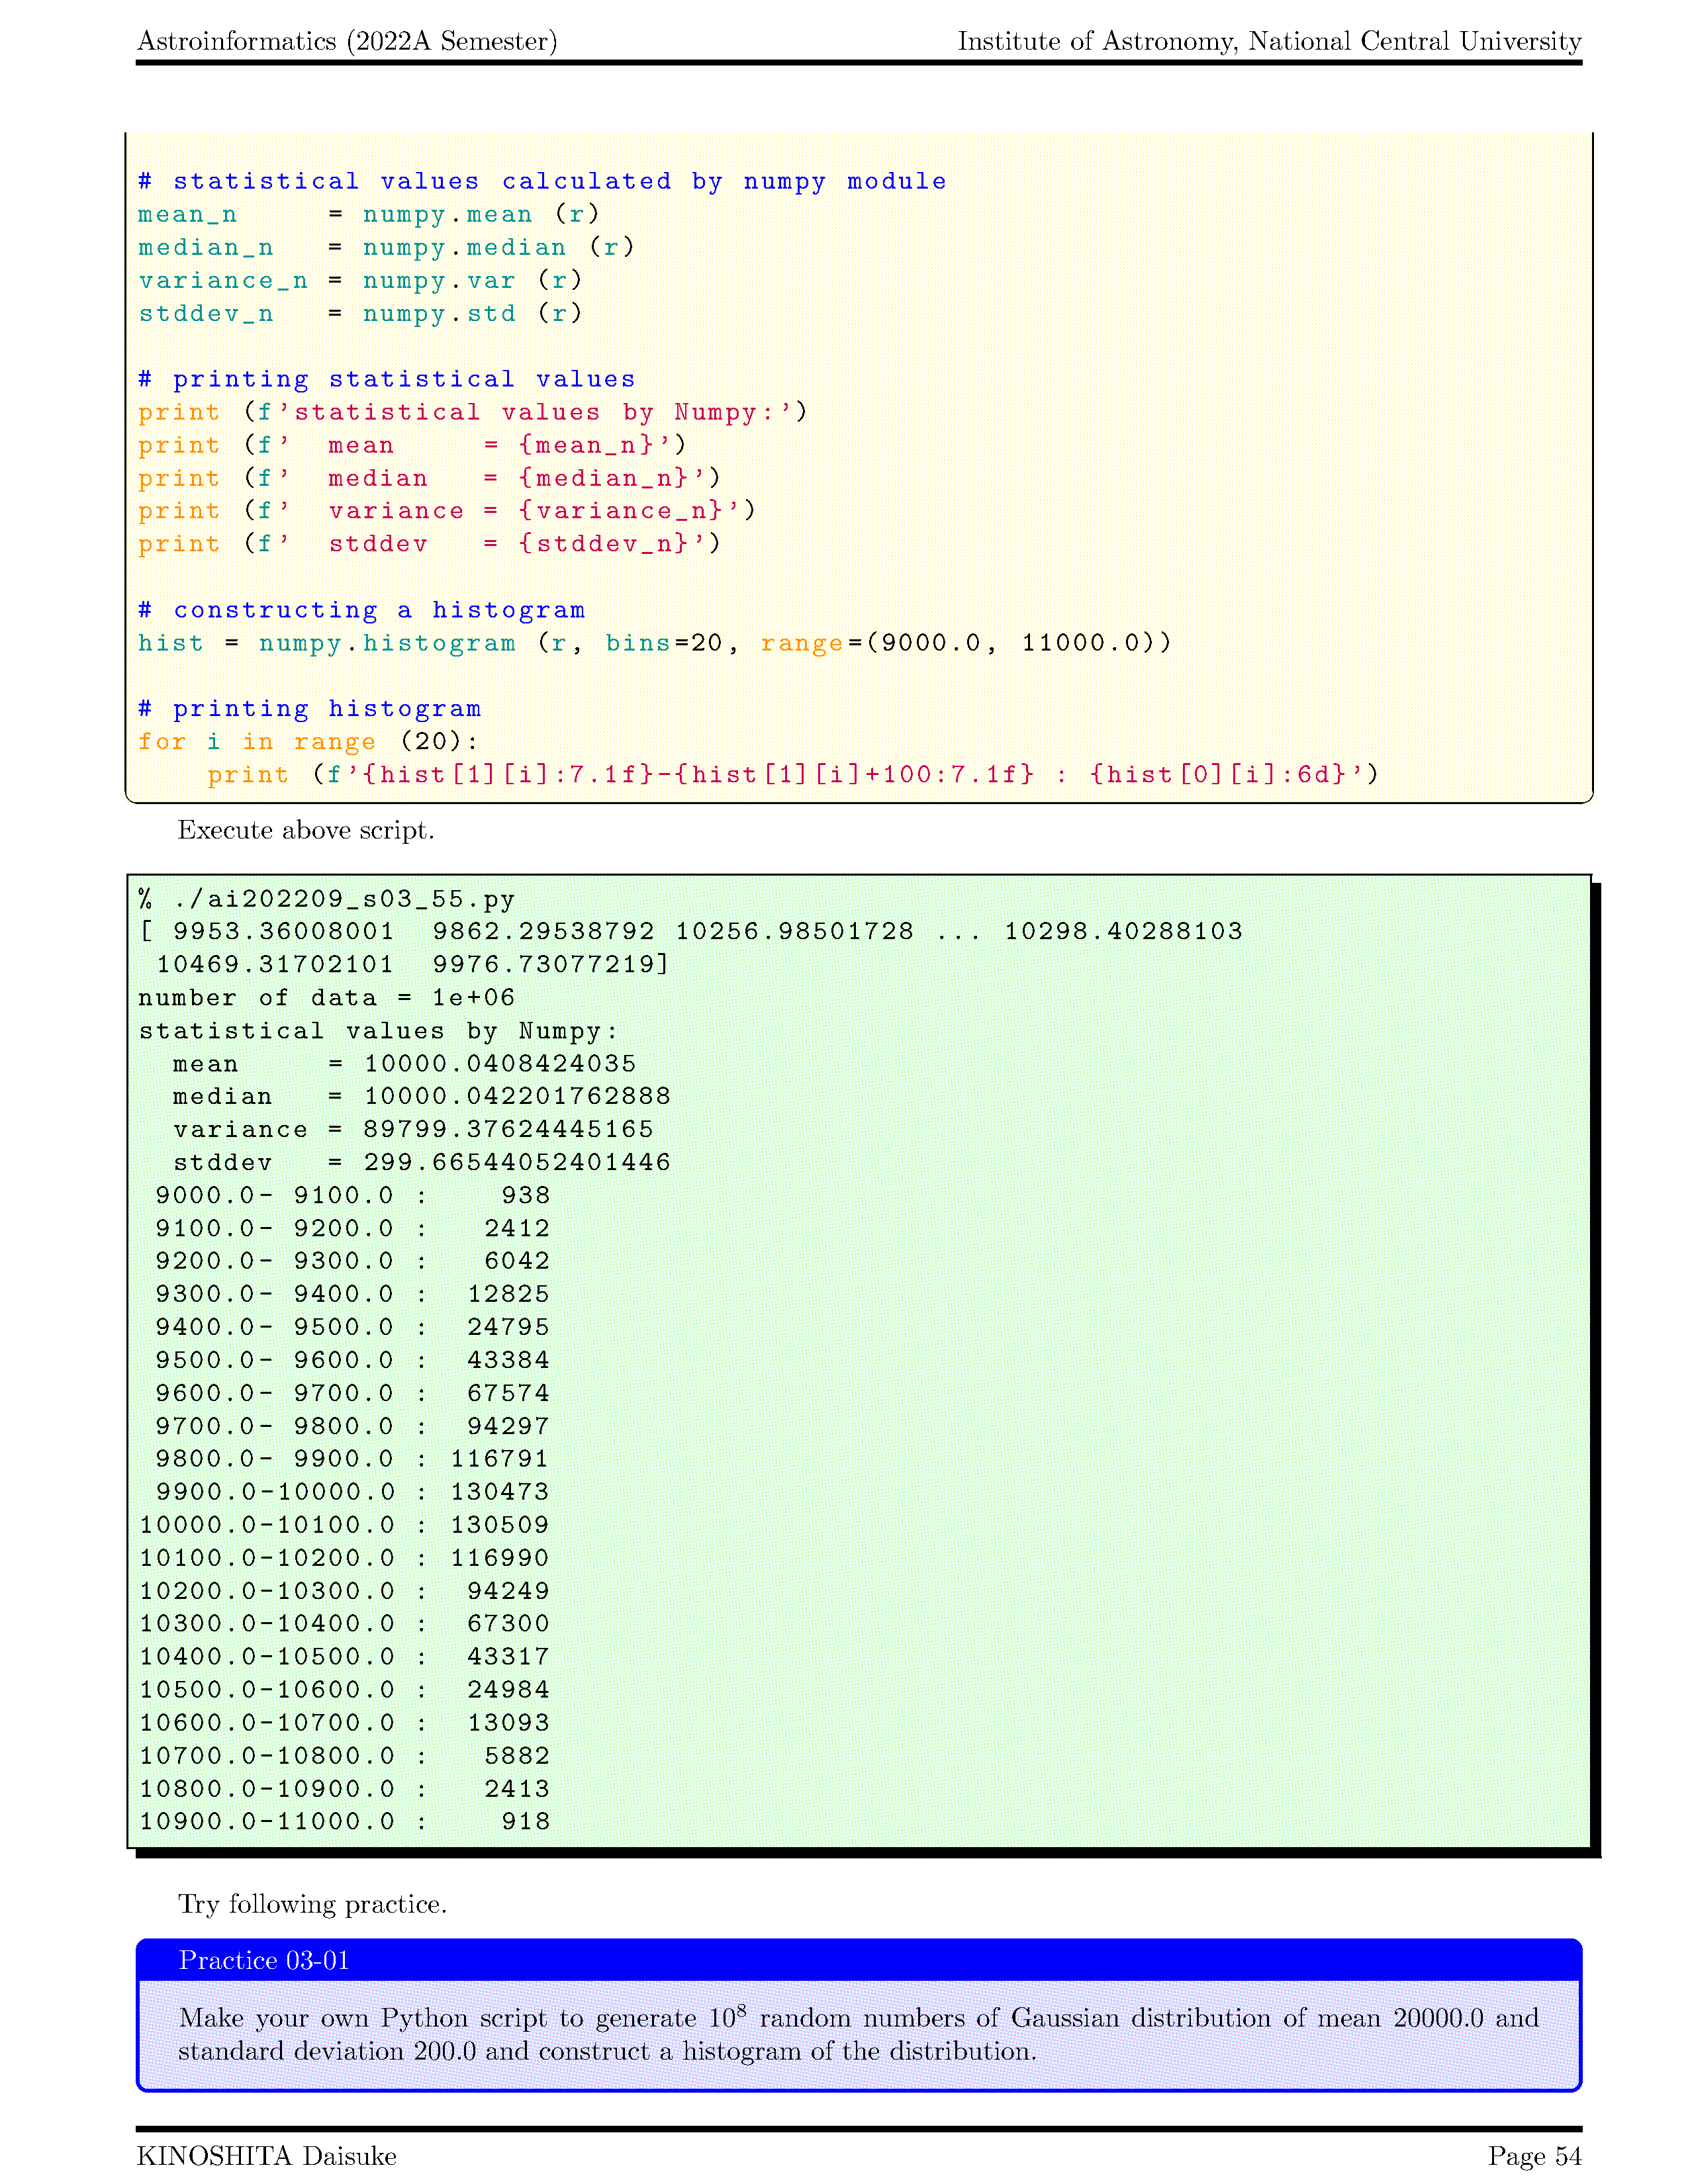 Astroinformatics (2022A Semester) Institute of Astronomy, National Central University
# statistical values calculated by numpy module
mean_n     = numpy.mean (r)
median_n   = numpy.median (r)
variance_n = numpy.var (r)
stddev_n   = numpy.std (r)
# printing statistical values
print (f'statistical values by Numpy:')
print (f'  mean     = {mean_n}')
print (f'  median   = {median_n}')
print (f'  variance = {variance_n}')
print (f'  stddev   = {stddev_n}')
# constructing a histogram
hist = numpy.histogram (r, bins=20, range=(9000.0, 11000.0))
# printing histogram
for i in range (20):
    print (f'{hist[1][i]:7.1f}-{hist[1][i]+100:7.1f} : {hist[0][i]:6d}')
Execute above script.
% ./ai202209_s03_55.py
[ 9953.36008001  9862.29538792 10256.98501728 ... 10298.40288103
 10469.31702101  9976.73077219]
number of data = 1e+06
statistical values by Numpy:
  mean     = 10000.0408424035
  median   = 10000.042201762888
  variance = 89799.37624445165
  stddev   = 299.66544052401446
 9000.0- 9100.0 :    938
 9100.0- 9200.0 :   2412
 9200.0- 9300.0 :   6042
 9300.0- 9400.0 :  12825
 9400.0- 9500.0 :  24795
 9500.0- 9600.0 :  43384
 9600.0- 9700.0 :  67574
 9700.0- 9800.0 :  94297
 9800.0- 9900.0 : 116791
 9900.0-10000.0 : 130473
10000.0-10100.0 : 130509
10100.0-10200.0 : 116990
10200.0-10300.0 :  94249
10300.0-10400.0 :  67300
10400.0-10500.0 :  43317
10500.0-10600.0 :  24984
10600.0-10700.0 :  13093
10700.0-10800.0 :   5882
10800.0-10900.0 :   2413
10900.0-11000.0 :    918
Try following practice.
Practice 03-01
Make your own Python script to generate 10⁸ random numbers of Gaussian distribution of mean 20000.0 and
standard deviation 200.0 and construct a histogram of the distribution.
KINOSHITA Daisuke Page 54